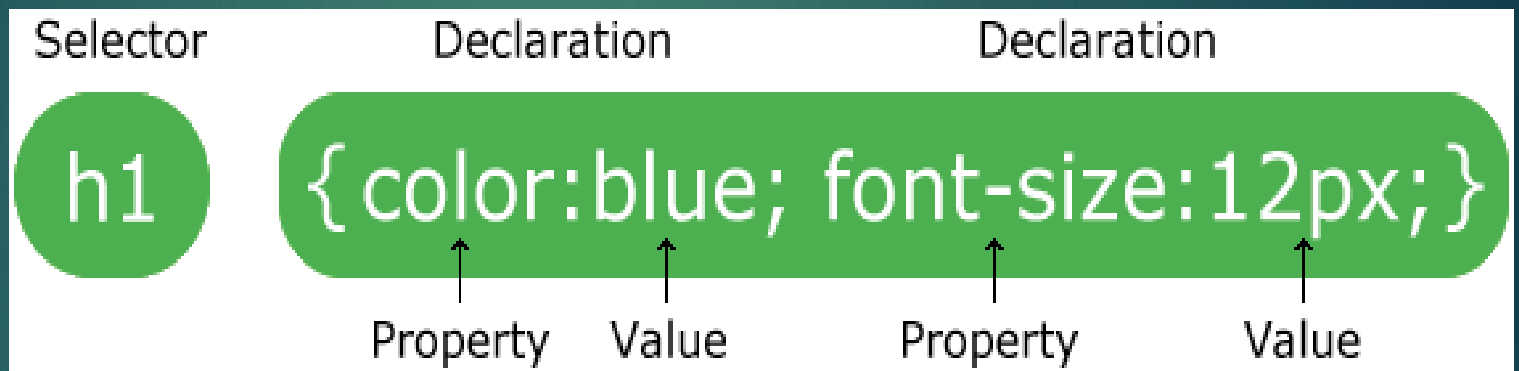 Selector Declaration Declaration
h1 {color:blue; font-size:12px;}
Property Value Property Value